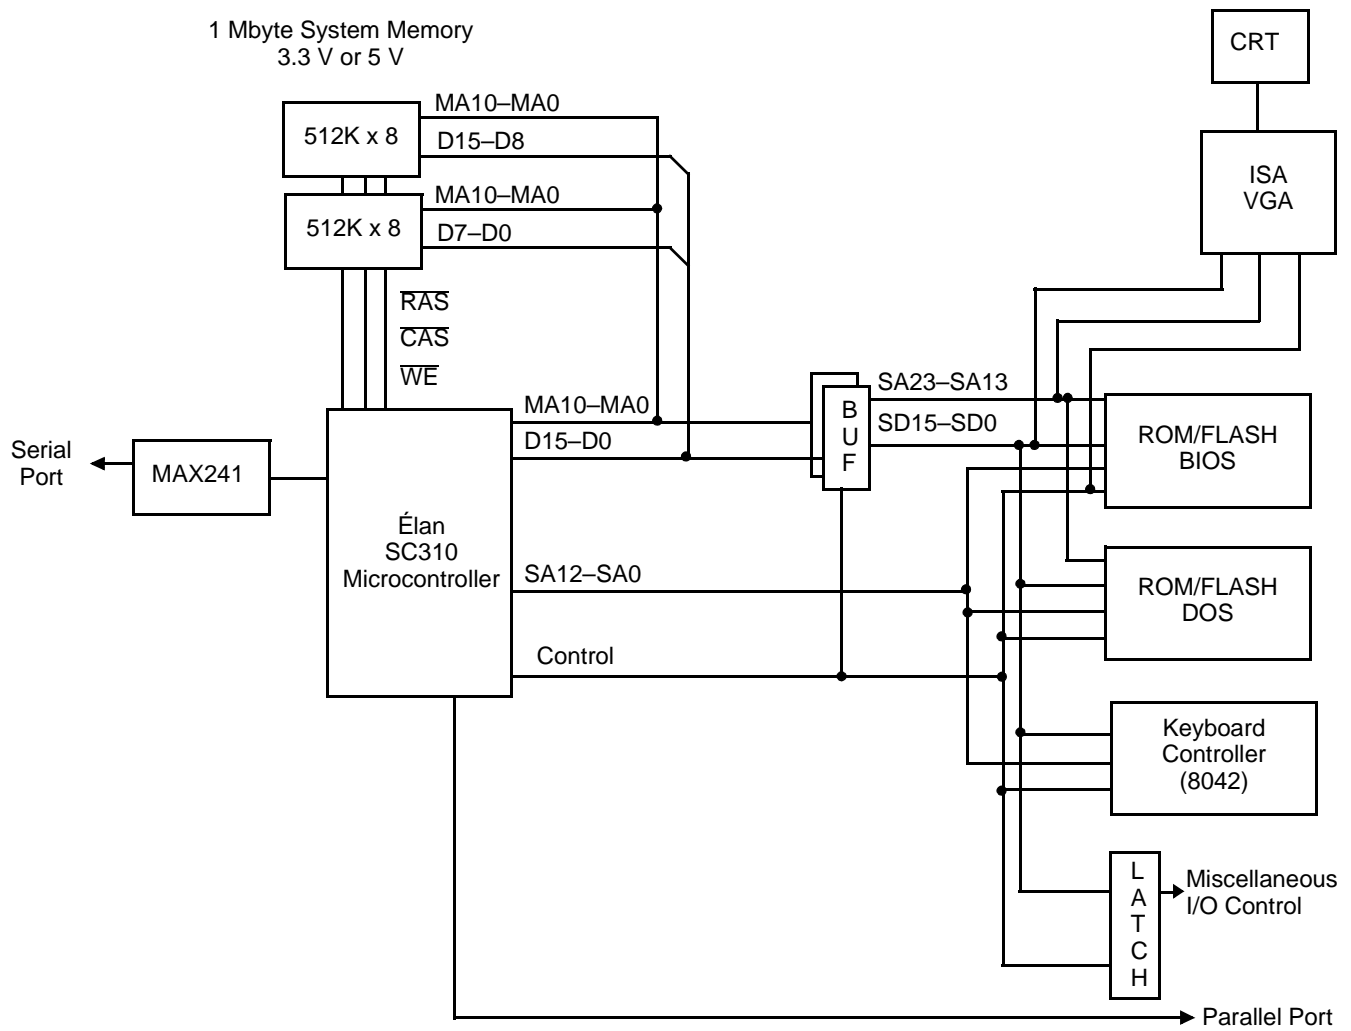 1 Mbyte System Memory
3.3 V or 5 V
CRT
512K x 8
MA10–MA0
D15–D8
ISA
VGA
512K x 8
MA10–MA0
D7–D0
RAS
CAS
WE
MA10–MA0
D15–D0
B
U
F
SA23–SA13
SD15–SD0
ROM/FLASH
BIOS
Serial
Port
MAX241
Élan
SC310
Microcontroller
SA12–SA0
ROM/FLASH
DOS
Control
Keyboard
Controller
(8042)
L
A
T
C
H
Miscellaneous
I/O Control
Parallel Port